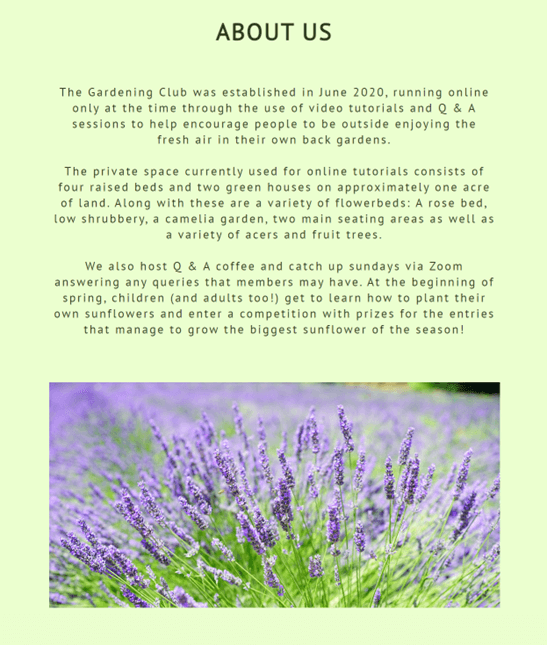 ABOUT US
The Gardening Club was established in June 2020, running online
only at the time through the use of video tutorials and Q & A
sessions to help encourage people to be outside enjoying the
fresh air in their own back gardens.
The private space currently used for online tutorials consists of
four raised beds and two green houses on approximately one acre
of land. Along with these are a variety of flowerbeds: A rose bed,
low shrubbery, a camelia garden, two main seating areas as well as
a variety of acers and fruit trees.
We also host Q & A coffee and catch up sundays via Zoom
answering any queries that members may have. At the beginning of
spring, children (and adults too!) get to learn how to plant their
own sunflowers and enter a competition with prizes for the entries
that manage to grow the biggest sunflower of the season!